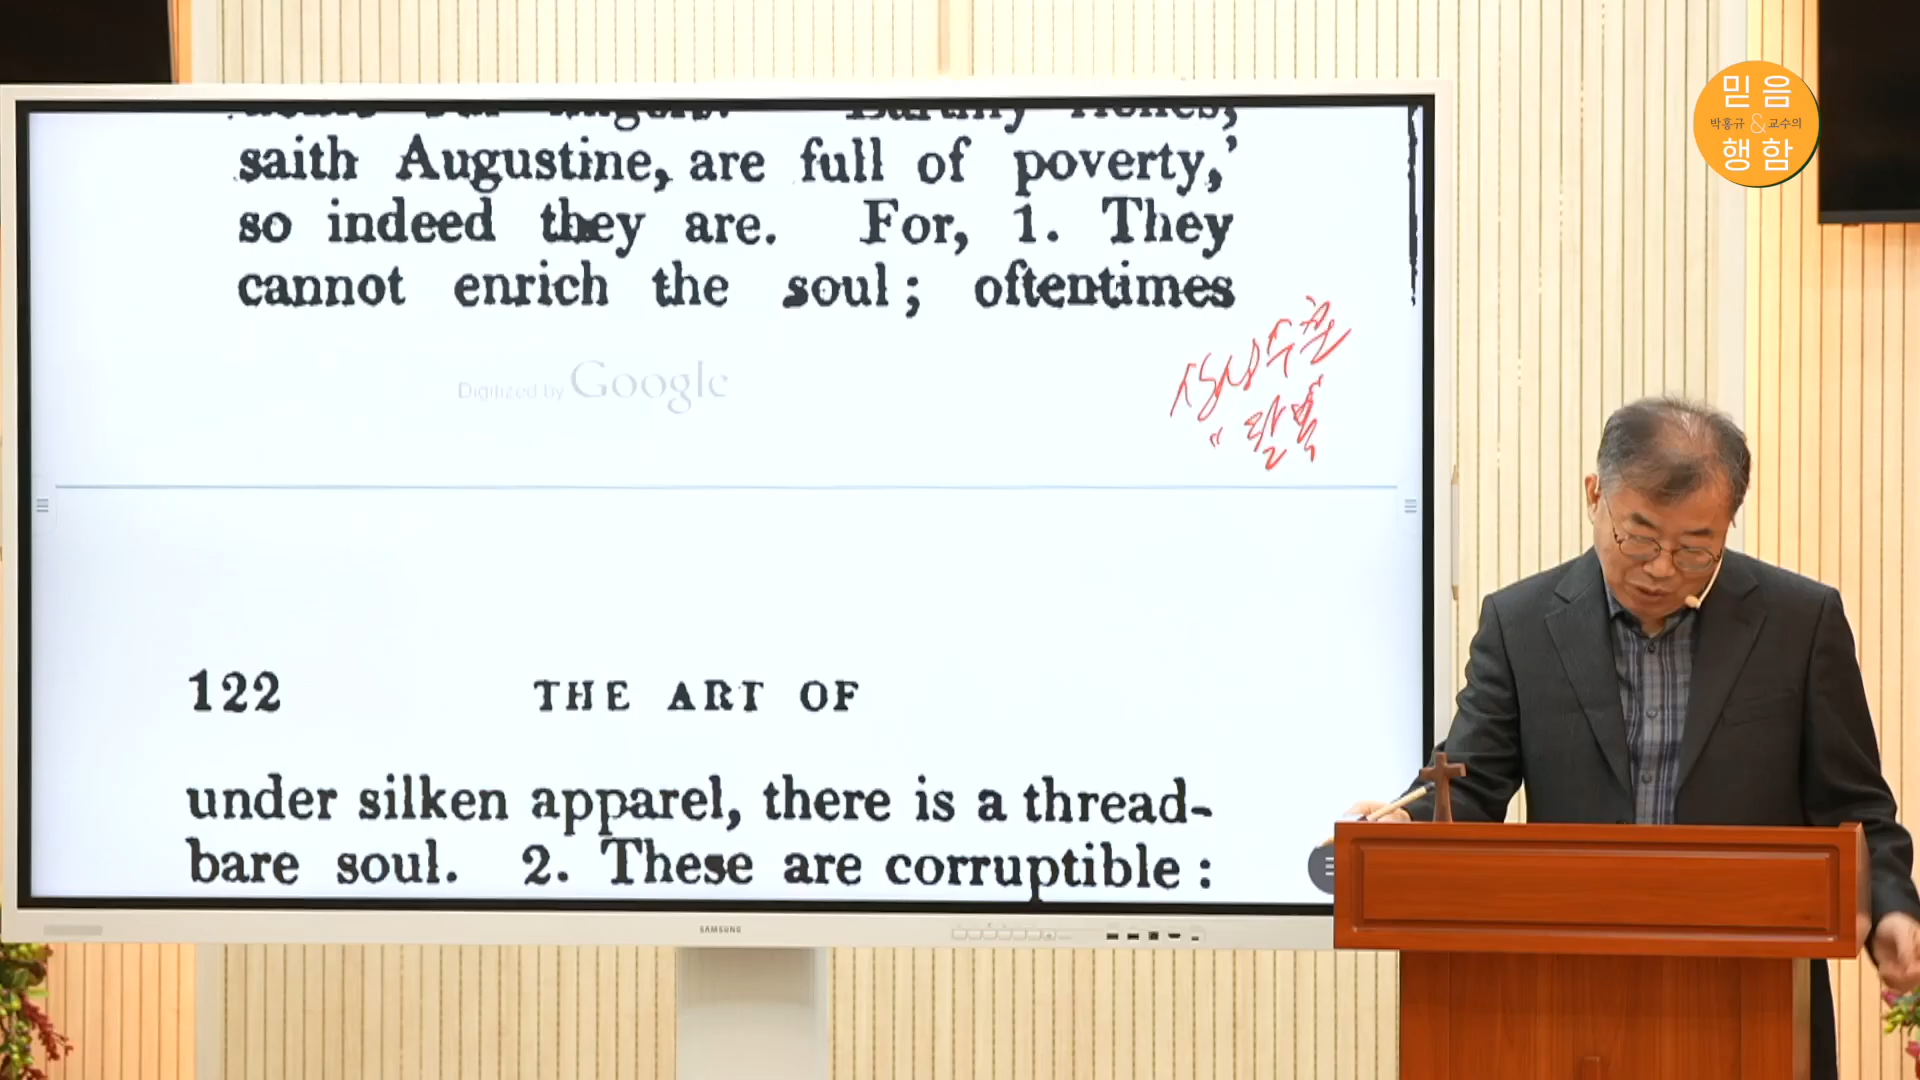 saith Augustine, are full of poverty,'
so indeed they are. For, 1. They
cannot enrich the soul; oftentimes
Digitized by Google
122 THE ART OF
under silken apparel, there is a thread-
bare soul. 2. These are corruptible:
SAMSUNG
믿음
박홍규 & 교수의
행함